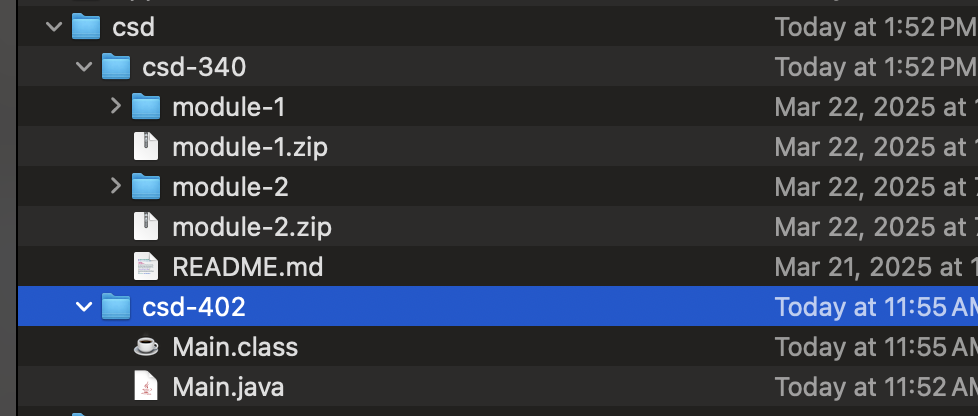 csd Today at 1:52 PM
csd-340 Today at 1:52 PM
module-1 Mar 22, 2025 at
module-1.zip Mar 22, 2025 at
module-2 Mar 22, 2025 at
module-2.zip Mar 22, 2025 at
README.md Mar 21, 2025 at
csd-402 Today at 11:55 AM
Main.class Today at 11:55 AM
Main.java Today at 11:52 AM